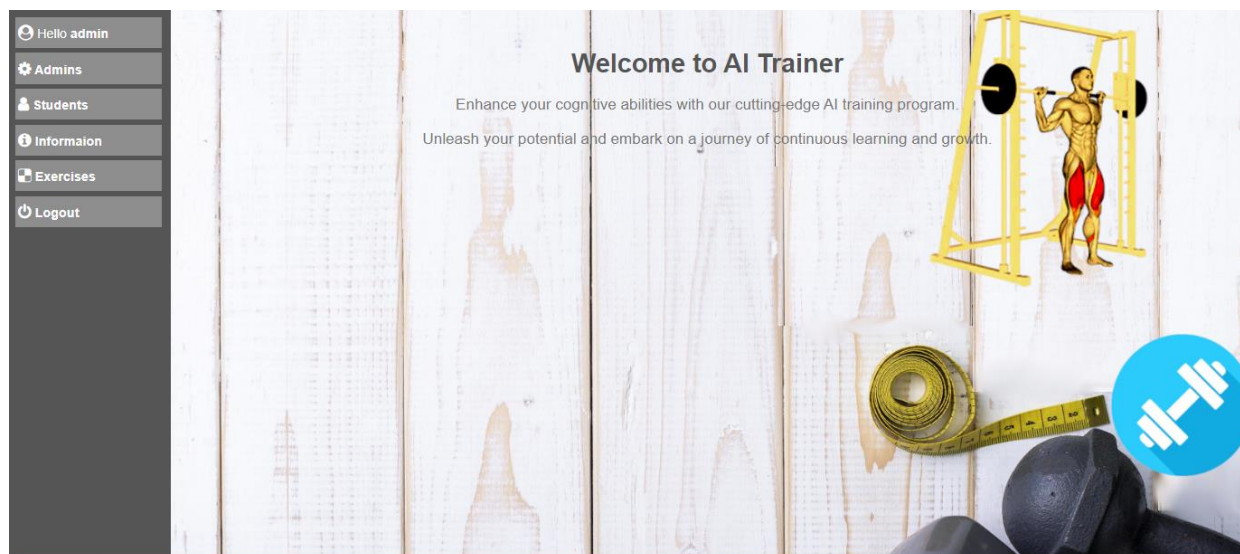 Hello admin
Admins
Students
Informaion
Exercises
Logout
Welcome to AI Trainer
Enhance your cognitive abilities with our cutting-edge AI training program.
Unleash your potential and embark on a journey of continuous learning and growth.